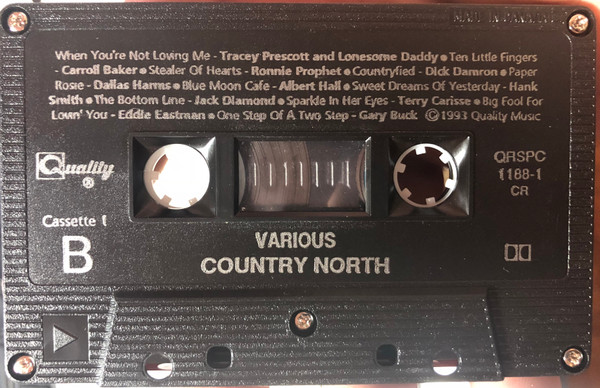 MADE IN CANADA
When You're Not Loving Me - Tracey Prescott and Lonesome Daddy • Ten Little Fingers
- Carroll Baker • Stealer Of Hearts - Ronnie Prophet • Countryfied - Dick Damron • Paper
Rosie - Dallas Harms • Blue Moon Cafe - Albert Hall • Sweet Dreams Of Yesterday - Hank
Smith • The Bottom Line - Jack Diamond • Sparkle In Her Eyes - Terry Carisse • Big Fool For
Lovin' You - Eddie Eastman • One Step Of A Two Step - Gary Buck ©1993 Quality Music
Quality
®
QRSPC
1188-1
CR
Cassette 1
B
VARIOUS
COUNTRY NORTH